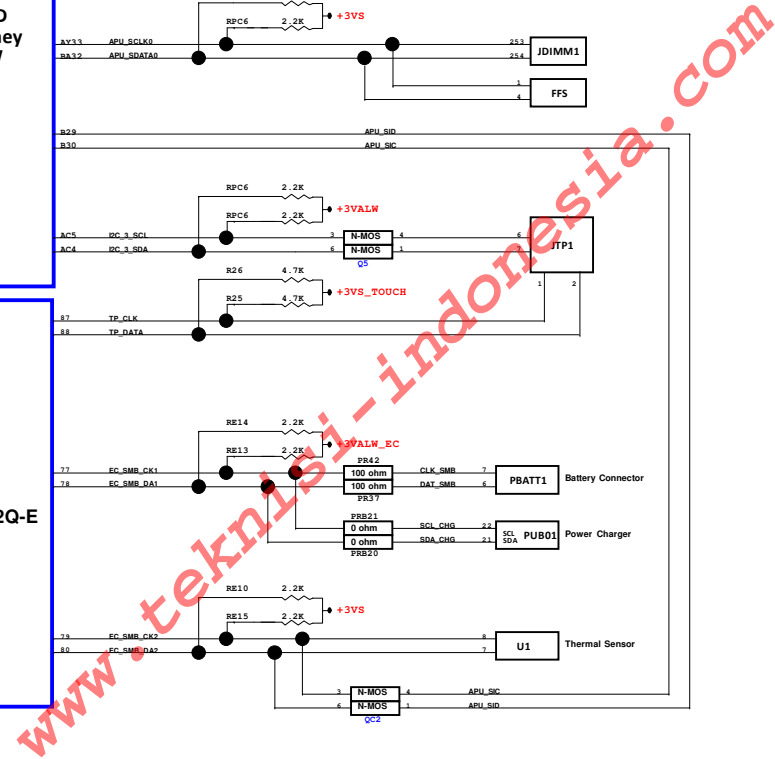 RPC6 2.2K
+3VS
AY33 APU_SCLK0 253
BA32 APU_SDATA0 254
JDIMM1
1
4
FFS
B29 APU_SID
B30 APU_SIC
RPC6 2.2K
+3VALW
RPC6 2.2K
AC5 I2C_3_SCL 3 N-MOS 4 6
AC4 I2C_3_SDA 6 N-MOS 1 7
Q5
JTP1
R26 4.7K
+3VS_TOUCH
R25 4.7K
1 2
87 TP_CLK
88 TP_DATA
RE14 2.2K
+3VALW_EC
RE13 2.2K
PR42
77 EC_SMB_CK1 100 ohm CLK_SMB 7
78 EC_SMB_DA1 100 ohm DAT_SMB 6
PR37
PBATT1 Battery Connector
2Q-E
PRB21
0 ohm SCL_CHG 22 SCL
0 ohm SDA_CHG 21 SDA
PRB20
PUB01 Power Charger
RE10 2.2K
+3VS
RE15 2.2K
79 EC_SMB_CK2 8
80 EC_SMB_DA2 7
U1 Thermal Sensor
3 N-MOS 4 APU_SIC
6 N-MOS 1 APU_SID
QC2
www.teknisi-indonesia.com